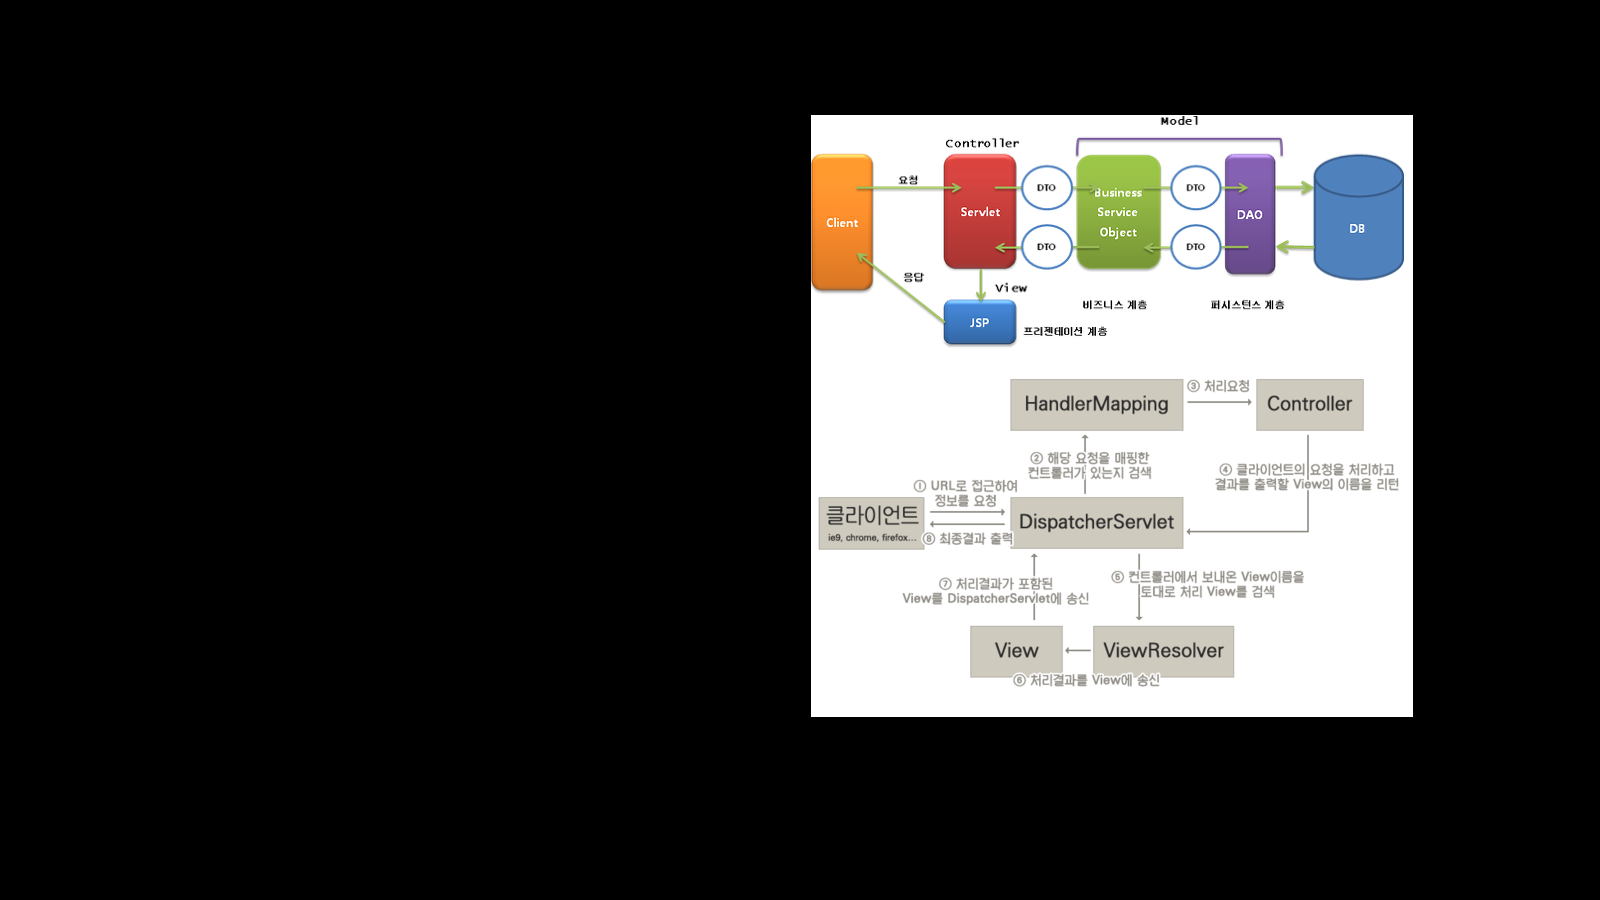 Model
Controller
Client
요청
Servlet
DTO
Business
Service
Object
DTO
DAO
DB
DTO
DTO
응답
View
JSP
프리젠테이션 계층
비즈니스 계층
퍼시스턴스 계층
HandlerMapping
③ 처리요청
Controller
② 해당 요청을 매핑한
컨트롤러가 있는지 검색
④ 클라이언트의 요청을 처리하고
결과를 출력할 View의 이름을 리턴
① URL로 접근하여
정보를 요청
클라이언트
ie9, chrome, firefox...
DispatcherServlet
⑧ 최종결과 출력
⑦ 처리결과가 포함된
View를 DispatcherServlet에 송신
⑤ 컨트롤러에서 보내온 View이름을
토대로 처리 View를 검색
View
ViewResolver
⑥ 처리결과를 View에 송신